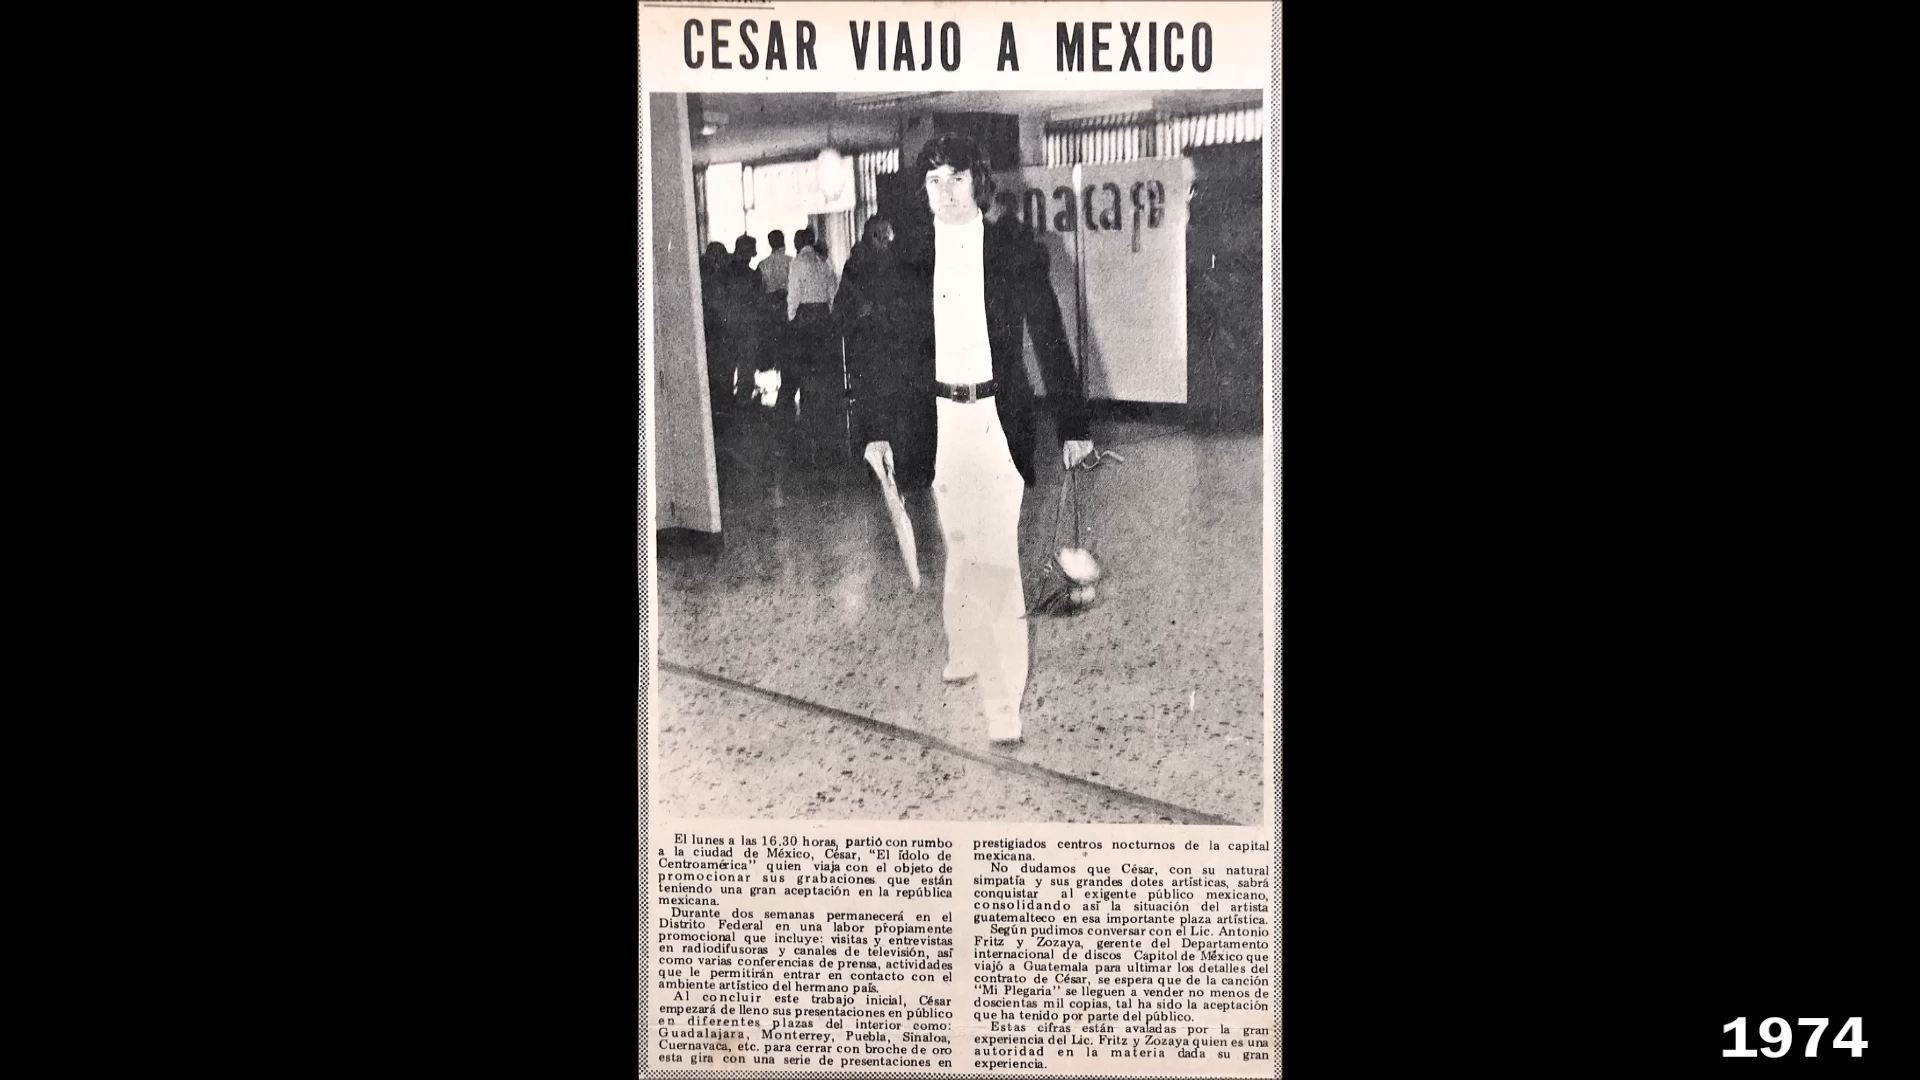 CESAR VIAJO A MEXICO
anacafe
El lunes a las 16.30 horas, partió con rumbo
a la ciudad de México, César, "El ídolo de
Centroamérica" quien viaja con el objeto de
promocionar sus grabaciones que están
teniendo una gran aceptación en la república
mexicana.
Durante dos semanas permanecerá en el
Distrito Federal en una labor propiamente
promocional que incluye: visitas y entrevistas
en radiodifusoras y canales de televisión, así
como varias conferencias de prensa, actividades
que le permitirán entrar en contacto con el
ambiente artístico del hermano país.
Al concluir este trabajo inicial, César
empezará de lleno sus presentaciones en público
en diferentes plazas del interior como:
Guadalajara, Monterrey, Puebla, Sinaloa,
Cuernavaca, etc. para cerrar con broche de oro
esta gira con una serie de presentaciones en
prestigiados centros nocturnos de la capital
mexicana.
No dudamos que César, con su natural
simpatía y sus grandes dotes artísticas, sabrá
conquistar al exigente público mexicano,
consolidando así la situación del artista
guatemalteco en esa importante plaza artística.
Según pudimos conversar con el Lic. Antonio
Fritz y Zozaya, gerente del Departamento
internacional de discos Capitol de México que
viajó a Guatemala para ultimar los detalles del
contrato de César, se espera que de la canción
"Mi Plegaria" se lleguen a vender no menos de
doscientas mil copias, tal ha sido la aceptación
que ha tenido por parte del público.
Estas cifras están avaladas por la gran
experiencia del Lic. Fritz y Zozaya quien es una
autoridad en la materia dada su gran
experiencia.
1974